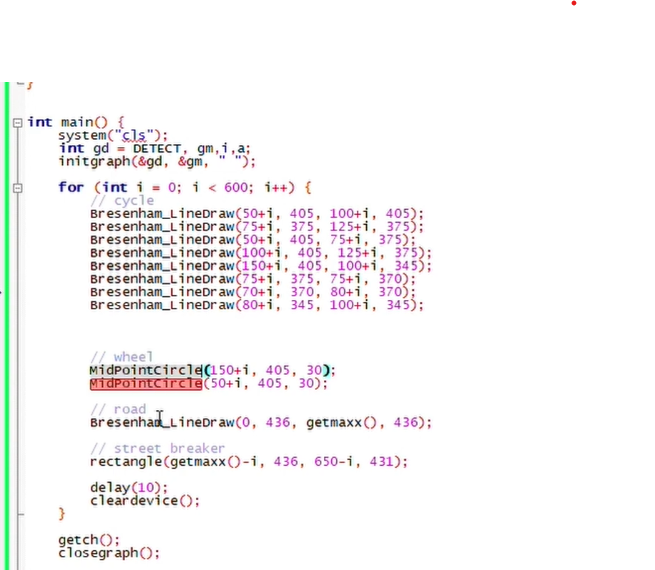 }
int main() {
system("cls");
int gd = DETECT, gm,i,a;
initgraph(&gd, &gm, " ");
for (int i = 0; i < 600; i++) {
// cycle
Bresenham_LineDraw(50+i, 405, 100+i, 405);
Bresenham_LineDraw(75+i, 375, 125+i, 375);
Bresenham_LineDraw(50+i, 405, 75+i, 375);
Bresenham_LineDraw(100+i, 405, 125+i, 375);
Bresenham_LineDraw(150+i, 405, 100+i, 345);
Bresenham_LineDraw(75+i, 375, 75+i, 370);
Bresenham_LineDraw(70+i, 370, 80+i, 370);
Bresenham_LineDraw(80+i, 345, 100+i, 345);
// wheel
MidPointCircle(150+i, 405, 30);
MidPointCircle(50+i, 405, 30);
// road
Bresenham_LineDraw(0, 436, getmaxx(), 436);
// street breaker
rectangle(getmaxx()-i, 436, 650-i, 431);
delay(10);
cleardevice();
}
getch();
closegraph();